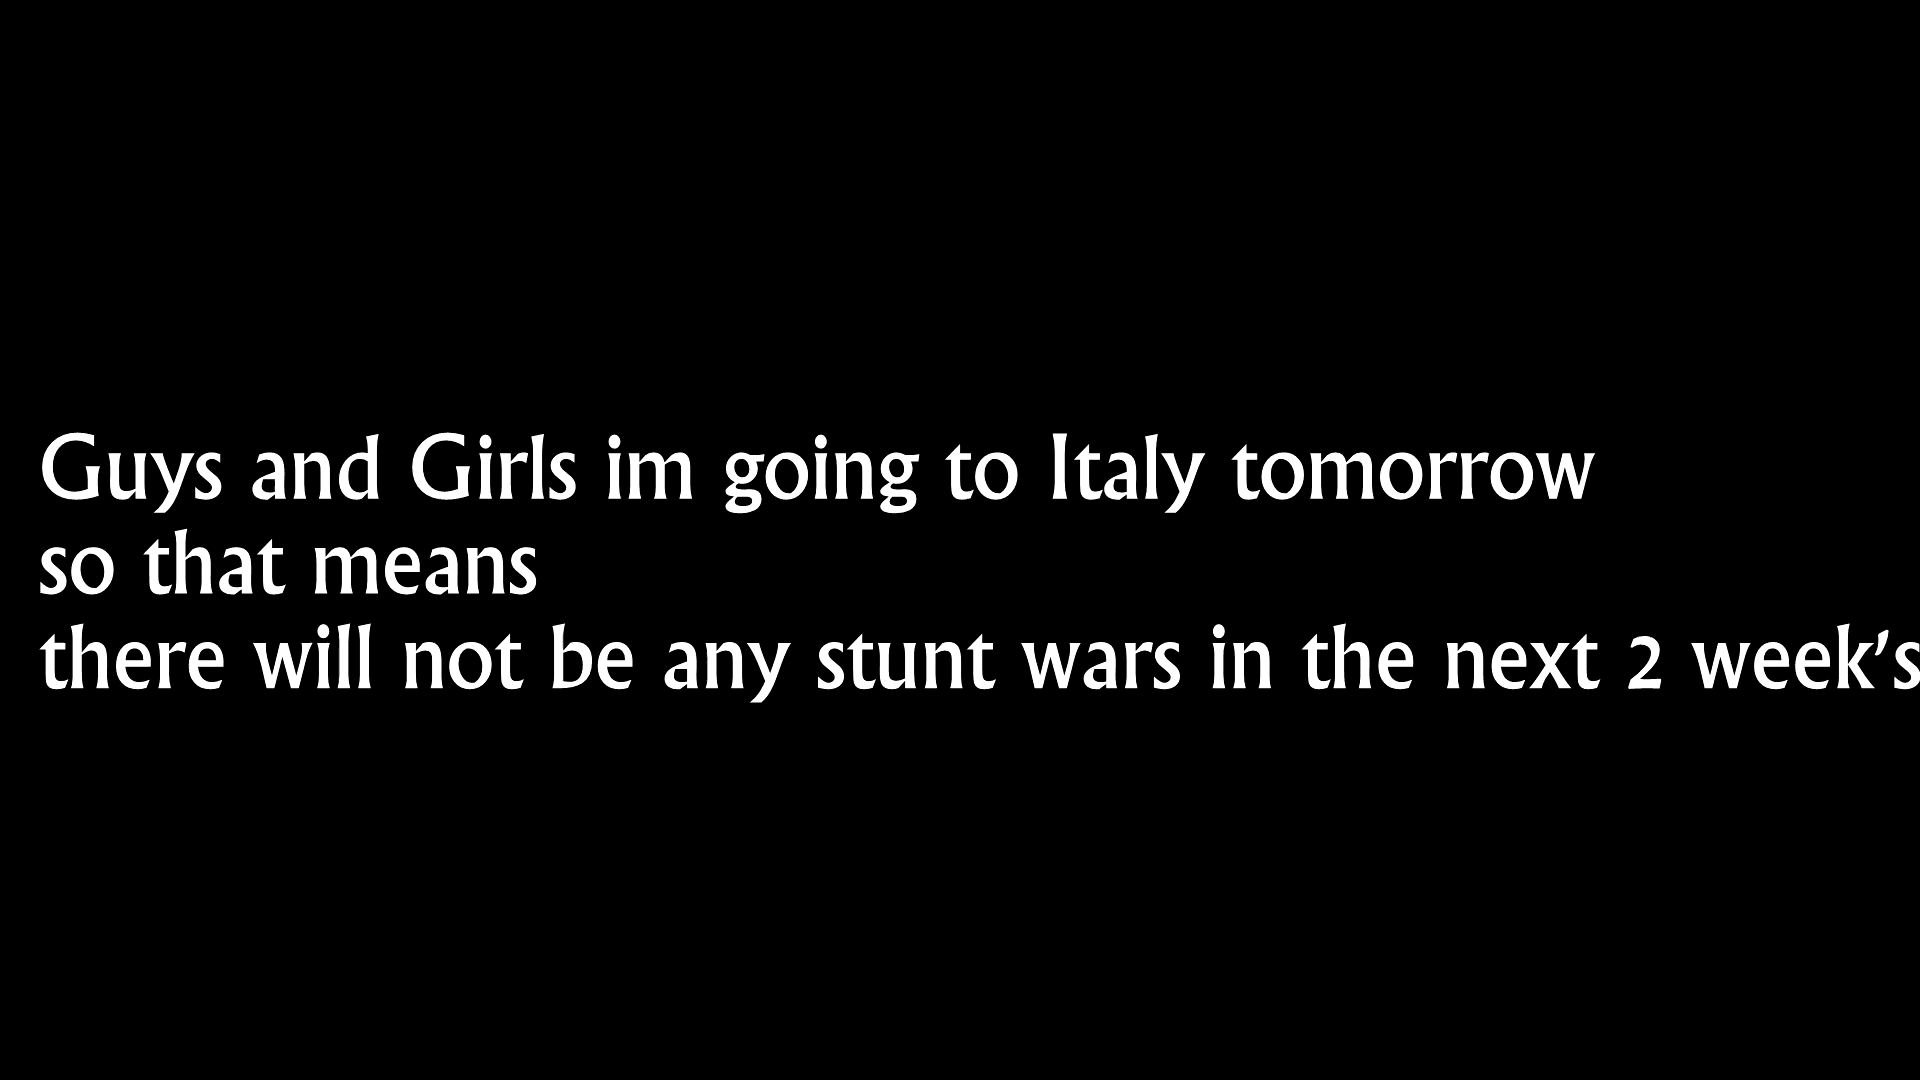 Guys and Girls im going to Italy tomorrow
so that means
there will not be any stunt wars in the next 2 week's